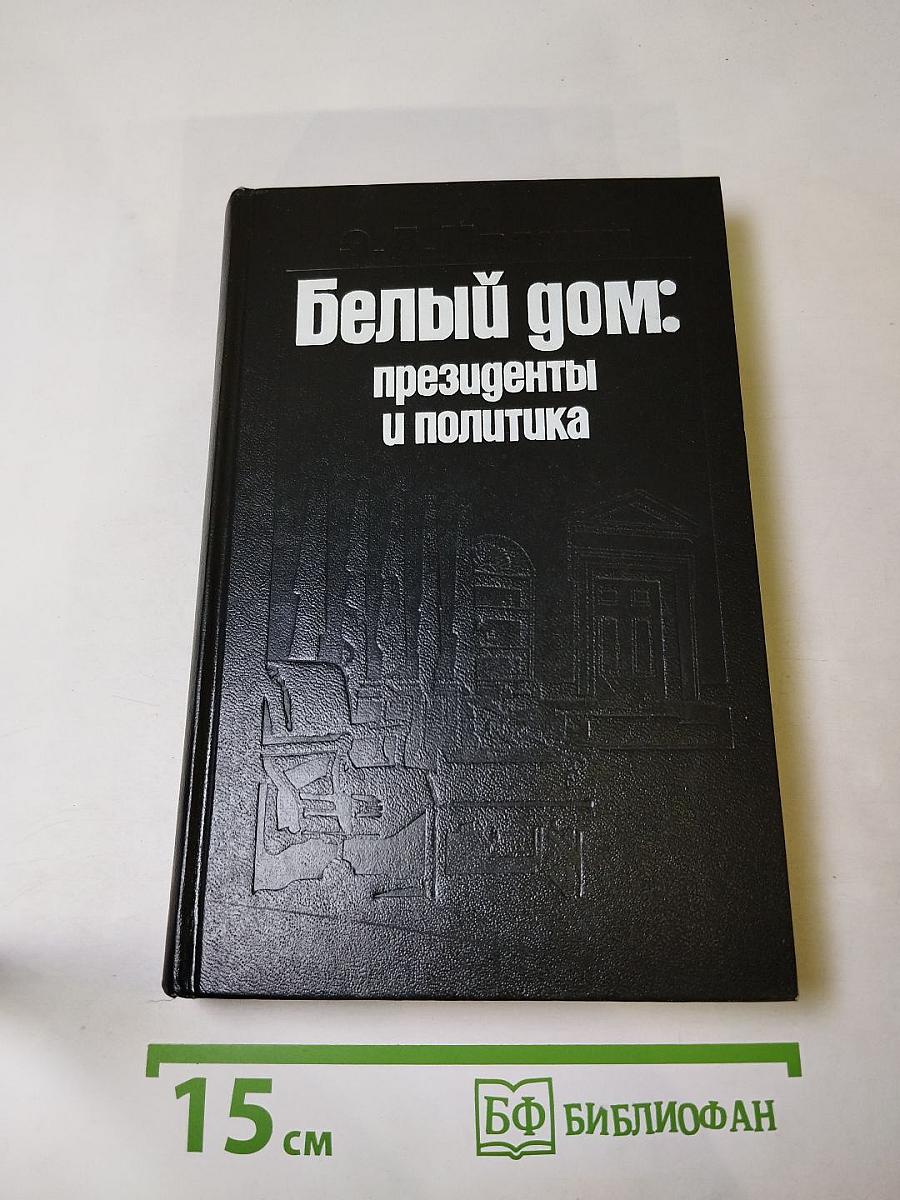 Белый дом:
президенты
и политика
15 см
БФ БИБЛИОФАН